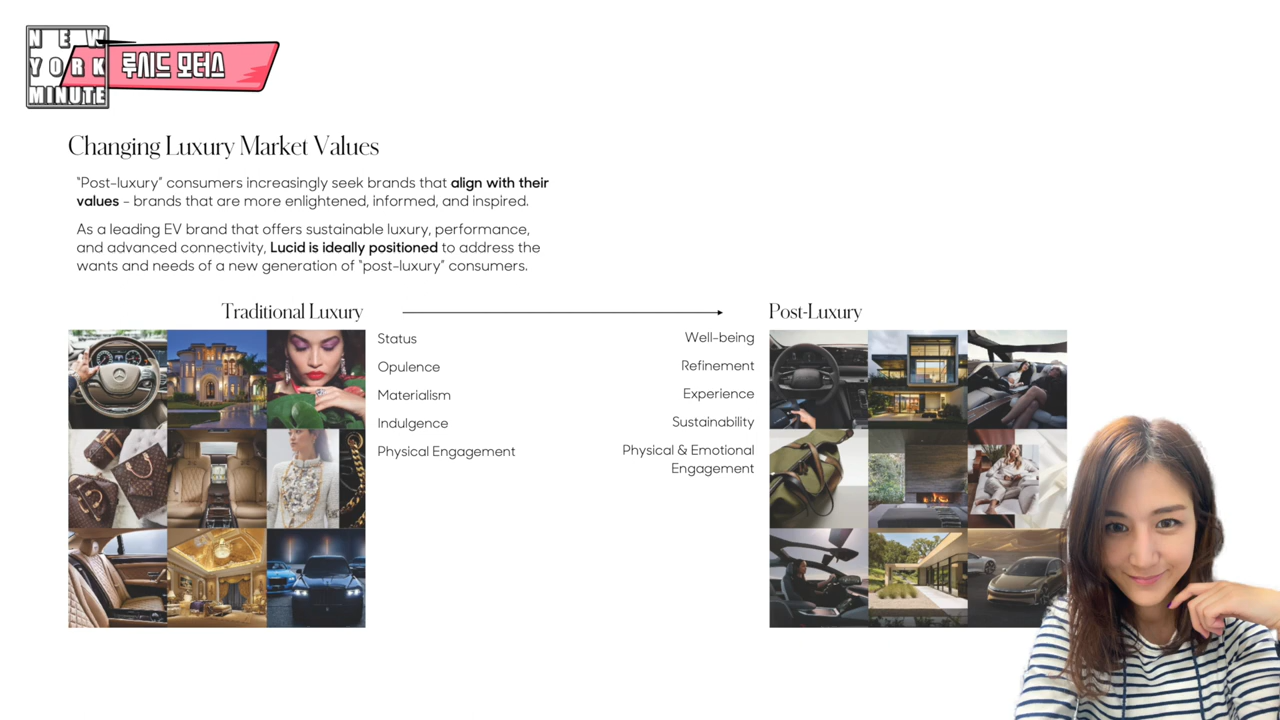 NEW
YORK
MINUTE
루시드 모터스
Changing Luxury Market Values
“Post-luxury” consumers increasingly seek brands that align with their
values – brands that are more enlightened, informed, and inspired.
As a leading EV brand that offers sustainable luxury, performance,
and advanced connectivity, Lucid is ideally positioned to address the
wants and needs of a new generation of “post-luxury” consumers.
Traditional Luxury
Post-Luxury
Status
Opulence
Materialism
Indulgence
Physical Engagement
Well-being
Refinement
Experience
Sustainability
Physical & Emotional
Engagement